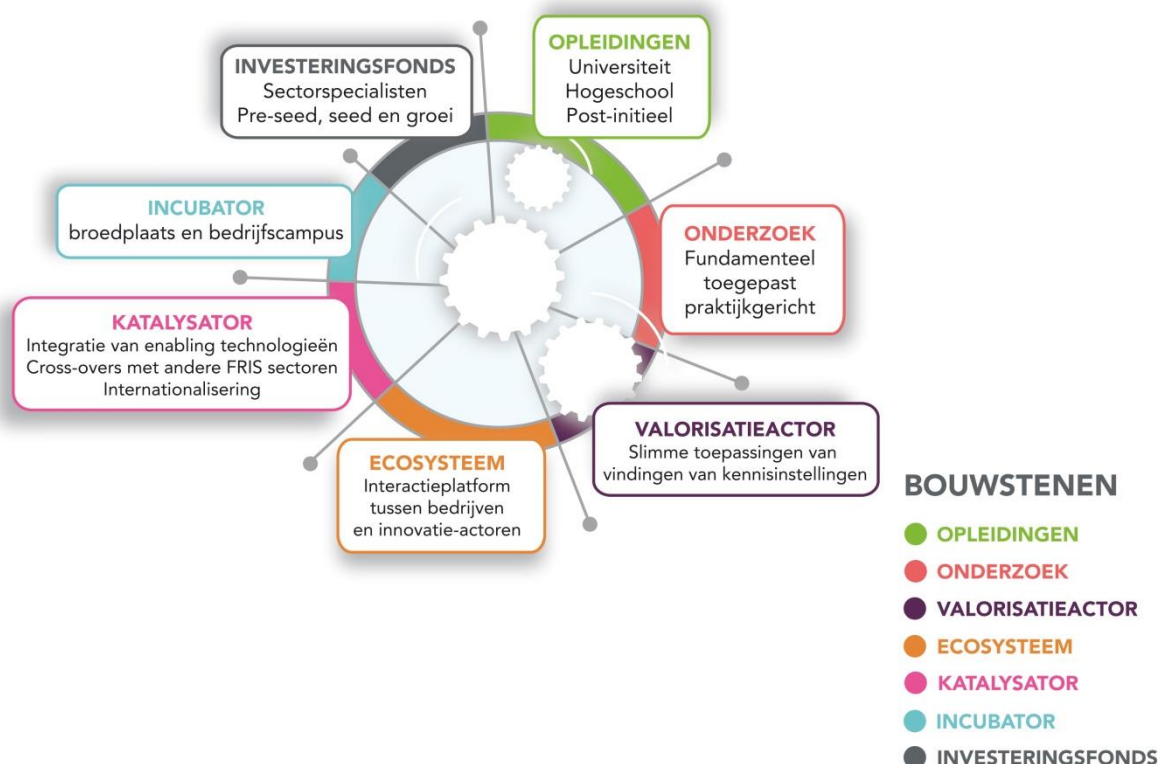 OPLEIDINGEN
Universiteit
Hogeschool
Post-initieel
INVESTERINGSFONDS
Sectorspecialisten
Pre-seed, seed en groei
INCUBATOR
broedplaats en bedrijfscampus
ONDERZOEK
Fundamenteel
toegepast
praktijkgericht
KATALYSATOR
Integratie van enabling technologieën
Cross-overs met andere FRIS sectoren
Internationalisering
VALORISATIEACTOR
Slimme toepassingen van
vindingen van kennisinstellingen
ECOSYSTEEM
Interactieplatform
tussen bedrijven
en innovatie-actoren
BOUWSTENEN
OPLEIDINGEN
ONDERZOEK
VALORISATIEACTOR
ECOSYSTEEM
KATALYSATOR
INCUBATOR
INVESTERINGSFONDS